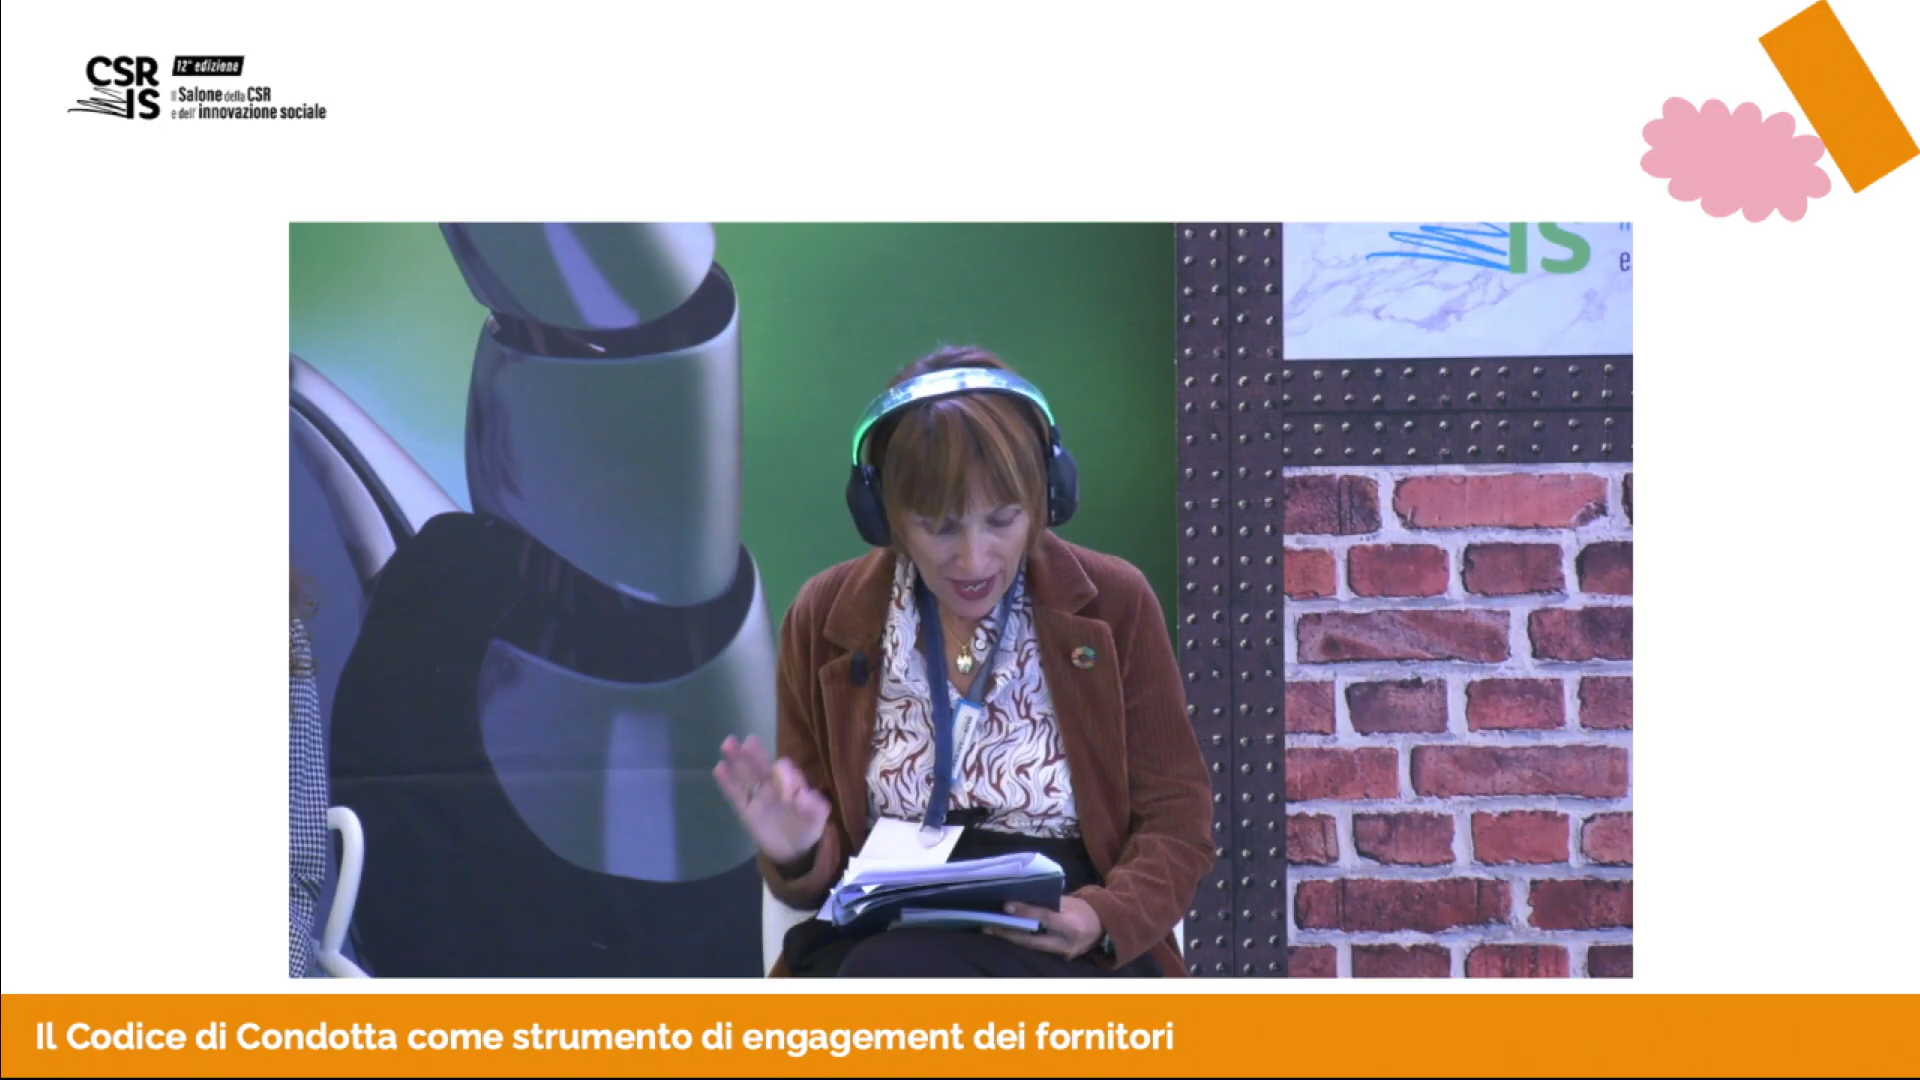 CSR
IS
12° edizione
Il Salone della CSR
e dell'innovazione sociale
IS
e
Il Codice di Condotta come strumento di engagement dei fornitori